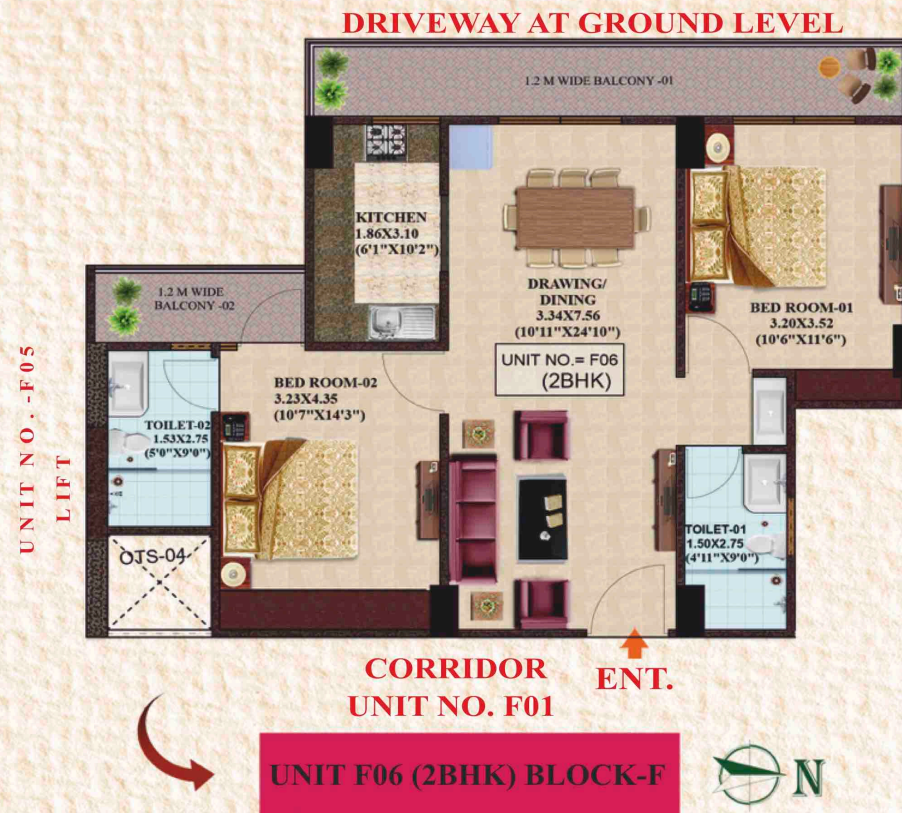 DRIVEWAY AT GROUND LEVEL
1.2 M WIDE BALCONY -01
KITCHEN
1.86X3.10
(6'1"X10'2")
1.2 M WIDE
BALCONY -02
DRAWING/
DINING
3.34X7.56
(10'11"X24'10")
BED ROOM-01
3.20X3.52
(10'6"X11'6")
UNIT NO.= F06
(2BHK)
BED ROOM-02
3.23X4.35
(10'7"X14'3")
TOILET-02
1.53X2.75
(5'0"X9'0")
UNIT NO.-F05
LIFT
OTS-04
TOILET-01
1.50X2.75
(4'11"X9'0")
CORRIDOR
UNIT NO. F01
ENT.
UNIT F06 (2BHK) BLOCK-F
N